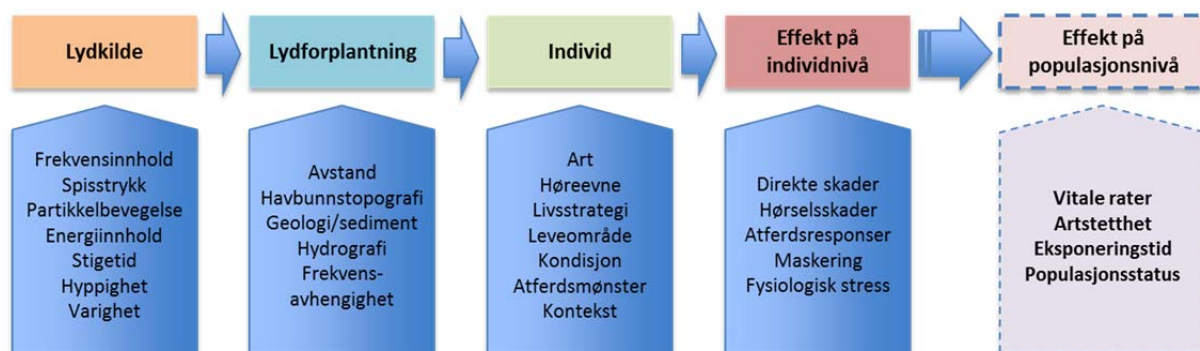 Lydkilde
Lydforplantning
Individ
Effekt på
individnivå
Effekt på
populasjonsnivå
Frekvensinnhold
Spisstrykk
Partikkelbevegelse
Energiinnhold
Stigetid
Hyppighet
Varighet
Avstand
Havbunnstopografi
Geologi/sediment
Hydrografi
Frekvens-
avhengighet
Art
Høreevne
Livsstrategi
Leveområde
Kondisjon
Atferdsmønster
Kontekst
Direkte skader
Hørselsskader
Atferdsresponser
Maskering
Fysiologisk stress
Vitale rater
Artstetthet
Eksponeringstid
Populasjonsstatus